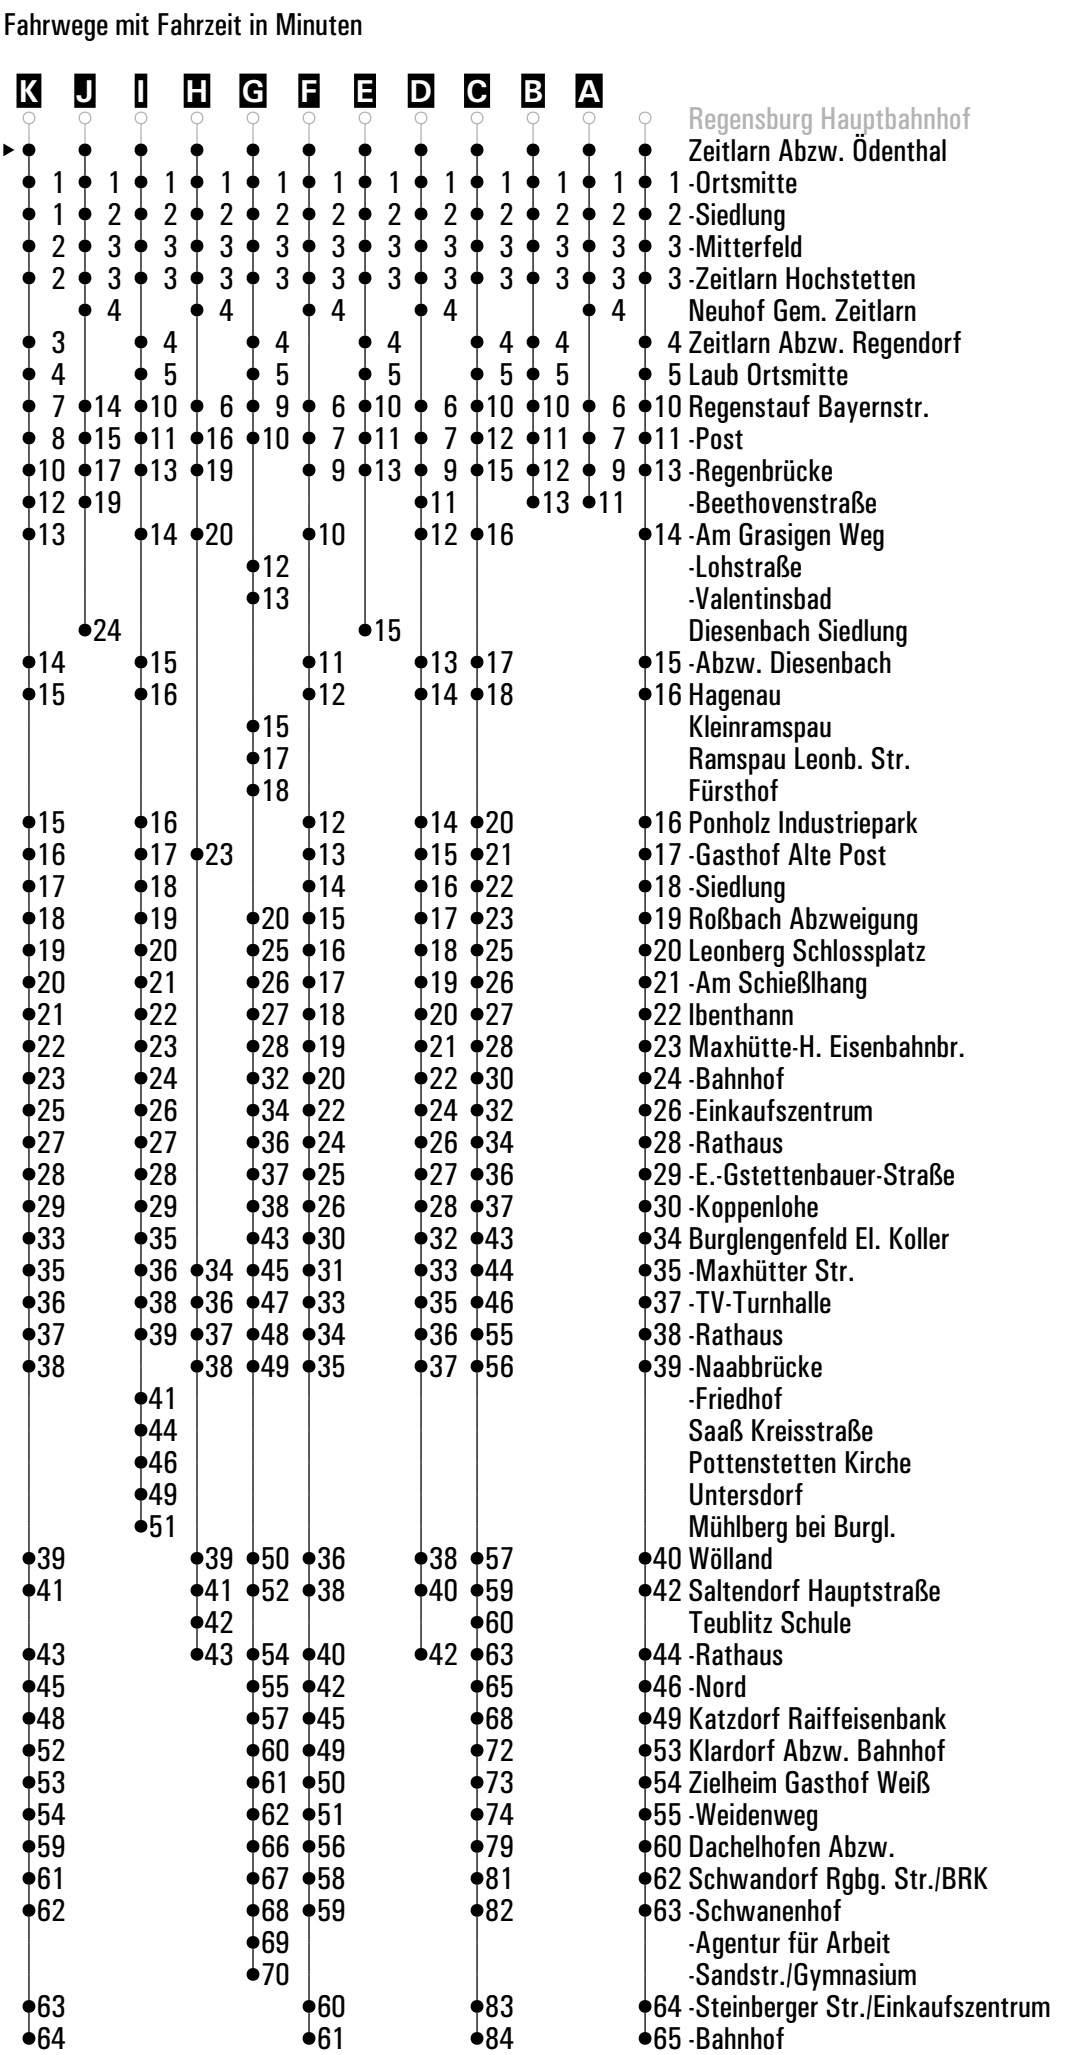 Fahrwege mit Fahrzeit in Minuten
K J I H G F E D C B A
Regensburg Hauptbahnhof
Zeitlarn Abzw. Ödenthal
1 1 1 1 1 1 1 1 1 1 1 1 -Ortsmitte
1 2 2 2 2 2 2 2 2 2 2 2 -Siedlung
2 3 3 3 3 3 3 3 3 3 3 3 -Mitterfeld
2 3 3 3 3 3 3 3 3 3 3 3 -Zeitlarn Hochstetten
4 4 4 4 4 Neuhof Gem. Zeitlarn
3 4 4 4 4 4 4 Zeitlarn Abzw. Regendorf
4 5 5 5 5 5 5 Laub Ortsmitte
7 14 10 6 9 6 10 6 10 10 6 10 Regenstauf Bayernstr.
8 15 11 16 10 7 11 7 12 11 7 11 -Post
10 17 13 19 9 13 9 15 12 9 13 -Regenbrücke
12 19 11 13 11 -Beethovenstraße
13 14 20 10 12 16 14 -Am Grasigen Weg
12 -Lohstraße
13 -Valentinsbad
24 15 Diesenbach Siedlung
14 15 11 13 17 15 -Abzw. Diesenbach
15 16 12 14 18 16 Hagenau
15 Kleinramspau
17 Ramspau Leonb. Str.
18 Fürsthof
15 16 12 14 20 16 Ponholz Industriepark
16 17 23 13 15 21 17 -Gasthof Alte Post
17 18 14 16 22 18 -Siedlung
18 19 20 15 17 23 19 Roßbach Abzweigung
19 20 25 16 18 25 20 Leonberg Schlossplatz
20 21 26 17 19 26 21 -Am Schießlhang
21 22 27 18 20 27 22 Ibenthann
22 23 28 19 21 28 23 Maxhütte-H. Eisenbahnbr.
23 24 32 20 22 30 24 -Bahnhof
25 26 34 22 24 32 26 -Einkaufszentrum
27 27 36 24 26 34 28 -Rathaus
28 28 37 25 27 36 29 -E.-Gstettenbauer-Straße
29 29 38 26 28 37 30 -Koppenlohe
33 35 43 30 32 43 34 Burglengenfeld El. Koller
35 36 34 45 31 33 44 35 -Maxhütter Str.
36 38 36 47 33 35 46 37 -TV-Turnhalle
37 39 37 48 34 36 55 38 -Rathaus
38 38 49 35 37 56 39 -Naabbrücke
41 -Friedhof
44 Saaß Kreisstraße
46 Pottenstetten Kirche
49 Untersdorf
51 Mühlberg bei Burgl.
39 39 50 36 38 57 40 Wölland
41 41 52 38 40 59 42 Saltendorf Hauptstraße
42 60 Teublitz Schule
43 43 54 40 42 63 44 -Rathaus
45 55 42 65 46 -Nord
48 57 45 68 49 Katzdorf Raiffeisenbank
52 60 49 72 53 Klardorf Abzw. Bahnhof
53 61 50 73 54 Zielheim Gasthof Weiß
54 62 51 74 55 -Weidenweg
59 66 56 79 60 Dachelhofen Abzw.
61 67 58 81 62 Schwandorf Rgbg. Str./BRK
62 68 59 82 63 -Schwanenhof
69 -Agentur für Arbeit
70 -Sandstr./Gymnasium
63 60 83 64 -Steinberger Str./Einkaufszentrum
64 61 84 65 -Bahnhof